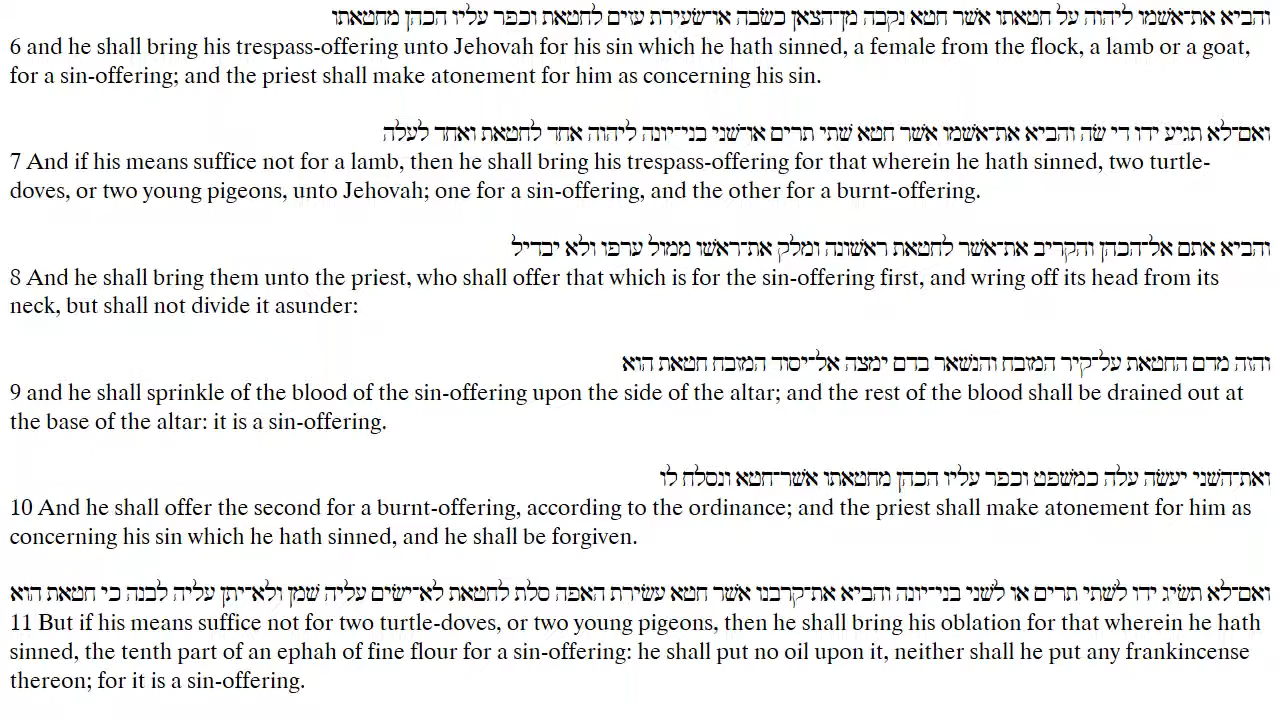 והביא את־אשמו ליהוה על חטאתו אשר חטא נקבה מן־הצאן כשבה או־שעירת עזים לחטאת וכפר עליו הכהן מחטאתו
6 and he shall bring his trespass-offering unto Jehovah for his sin which he hath sinned, a female from the flock, a lamb or a goat,
for a sin-offering; and the priest shall make atonement for him as concerning his sin.
ואם־לא תגיע ידו די שה והביא את־אשמו אשר חטא שתי תרים או־שני בני־יונה ליהוה אחד לחטאת ואחד לעלה
7 And if his means suffice not for a lamb, then he shall bring his trespass-offering for that wherein he hath sinned, two turtle-
doves, or two young pigeons, unto Jehovah; one for a sin-offering, and the other for a burnt-offering.
והביא אתם אל־הכהן והקריב את־אשר לחטאת ראשונה ומלק את־ראשו ממול ערפו ולא יבדיל
8 And he shall bring them unto the priest, who shall offer that which is for the sin-offering first, and wring off its head from its
neck, but shall not divide it asunder:
והזה מדם החטאת על־קיר המזבח והנשאר בדם ימצה אל־יסוד המזבח חטאת הוא
9 and he shall sprinkle of the blood of the sin-offering upon the side of the altar; and the rest of the blood shall be drained out at
the base of the altar: it is a sin-offering.
ואת־השני יעשה עלה כמשפט וכפר עליו הכהן מחטאתו אשר־חטא ונסלח לו
10 And he shall offer the second for a burnt-offering, according to the ordinance; and the priest shall make atonement for him as
concerning his sin which he hath sinned, and he shall be forgiven.
ואם־לא תשיג ידו לשתי תרים או לשני בני־יונה והביא את־קרבנו אשר חטא עשירת האפה סלת לחטאת לא־ישים עליה שמן ולא־יתן עליה לבנה כי חטאת הוא
11 But if his means suffice not for two turtle-doves, or two young pigeons, then he shall bring his oblation for that wherein he hath
sinned, the tenth part of an ephah of fine flour for a sin-offering: he shall put no oil upon it, neither shall he put any frankincense
thereon; for it is a sin-offering.